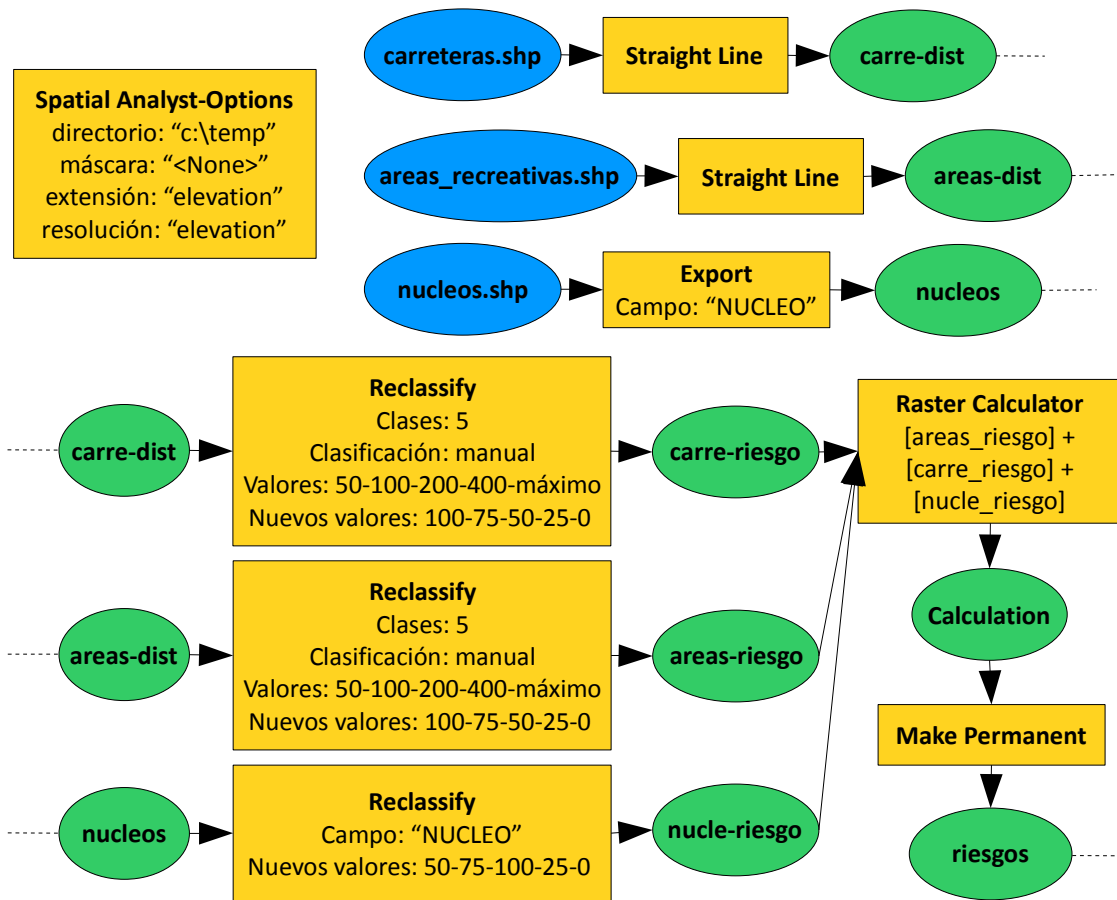 carreteras.shp
Straight Line
carre-dist
Spatial Analyst-Options
directorio: “c:\temp”
máscara: “<None>”
extensión: “elevation”
resolución: “elevation”
areas_recreativas.shp
Straight Line
areas-dist
nucleos.shp
Export
Campo: “NUCLEO”
nucleos
carre-dist
Reclassify
Clases: 5
Clasificación: manual
Valores: 50-100-200-400-máximo
Nuevos valores: 100-75-50-25-0
carre-riesgo
Raster Calculator
[areas_riesgo] +
[carre_riesgo] +
[nucle_riesgo]
areas-dist
Reclassify
Clases: 5
Clasificación: manual
Valores: 50-100-200-400-máximo
Nuevos valores: 100-75-50-25-0
areas-riesgo
Calculation
Make Permanent
nucleos
Reclassify
Campo: “NUCLEO”
Nuevos valores: 50-75-100-25-0
nucle-riesgo
riesgos